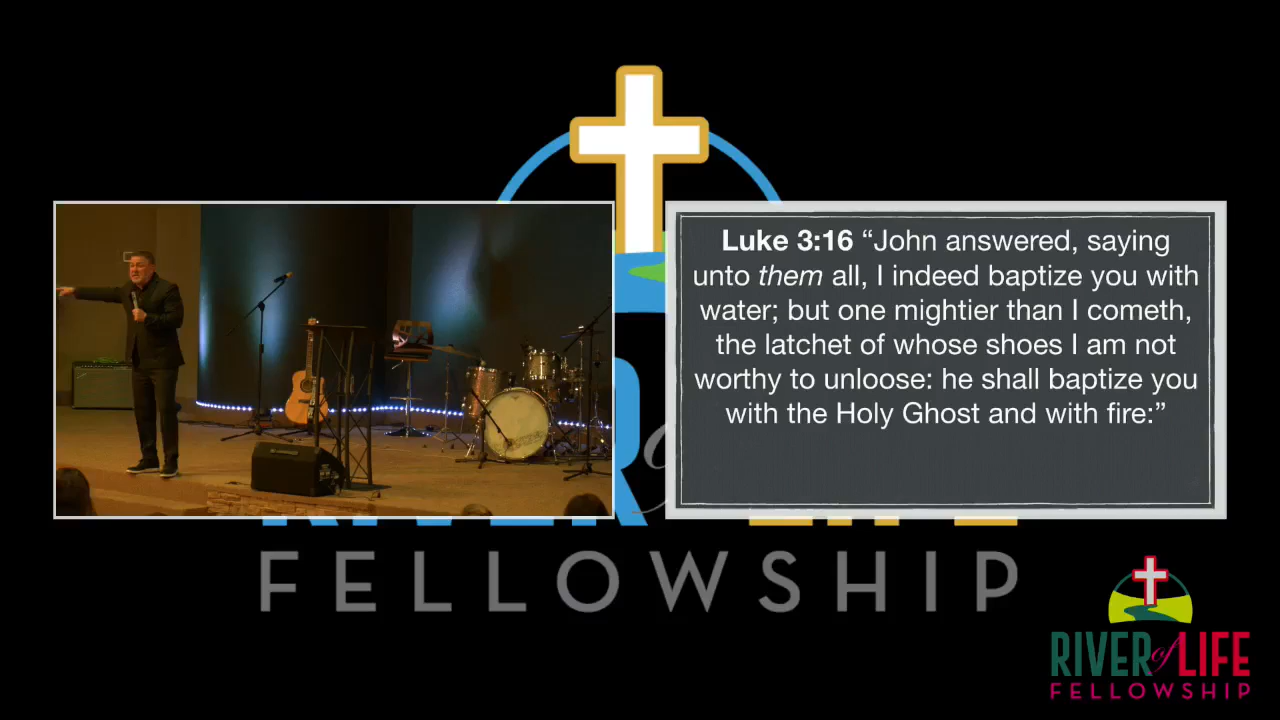 Luke 3:16 “John answered, saying
unto them all, I indeed baptize you with
water; but one mightier than I cometh,
the latchet of whose shoes I am not
worthy to unloose: he shall baptize you
with the Holy Ghost and with fire:”
FELLOWSHIP
RIVER of LIFE
FELLOWSHIP